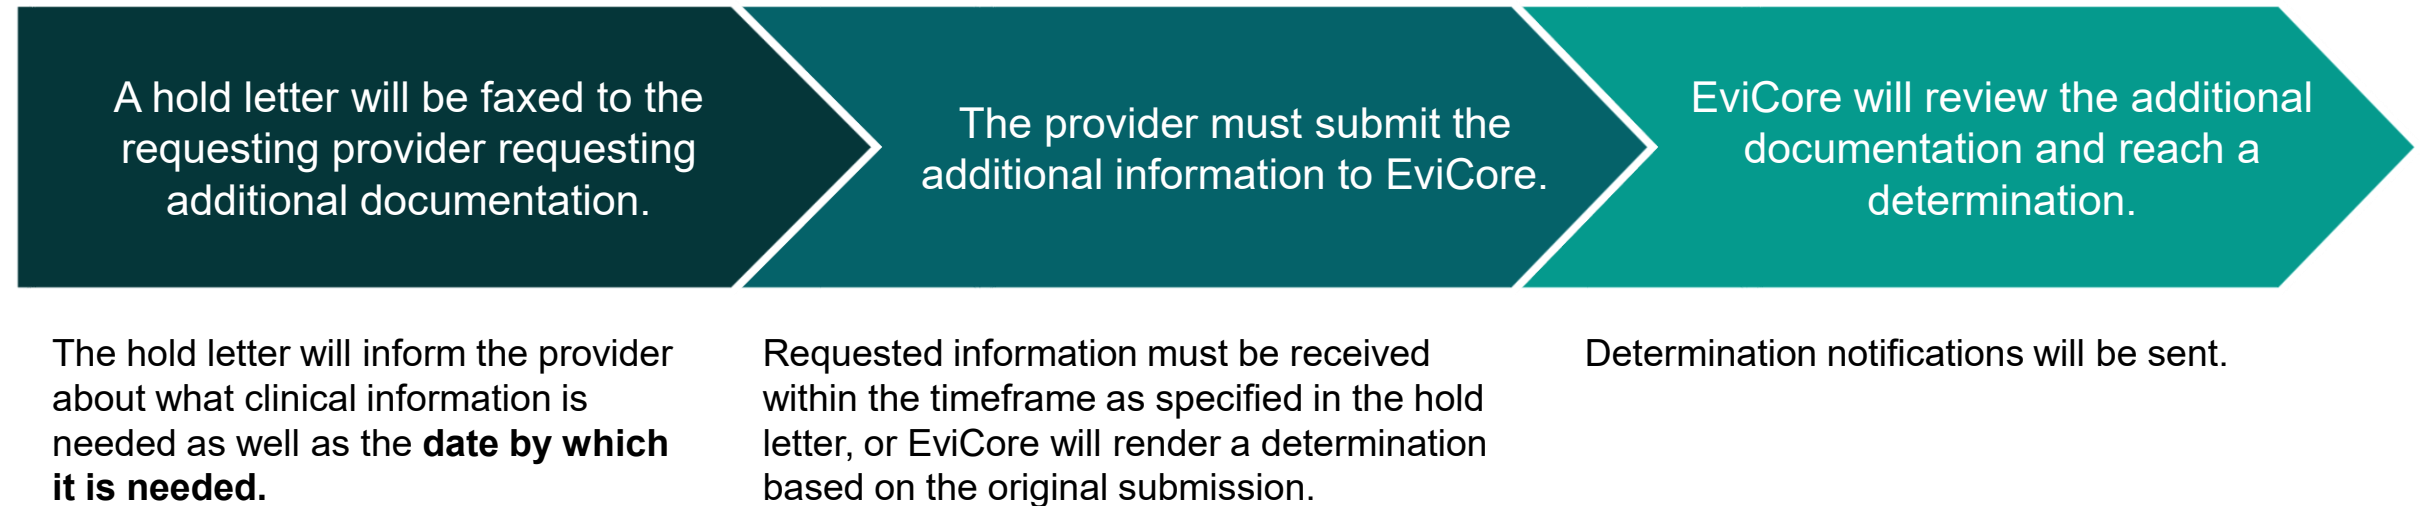 A hold letter will be faxed to the
requesting provider requesting
additional documentation.
The provider must submit the
additional information to EviCore.
EviCore will review the additional
documentation and reach a
determination.
The hold letter will inform the provider
about what clinical information is
needed as well as the date by which
it is needed.
Requested information must be received
within the timeframe as specified in the hold
letter, or EviCore will render a determination
based on the original submission.
Determination notifications will be sent.